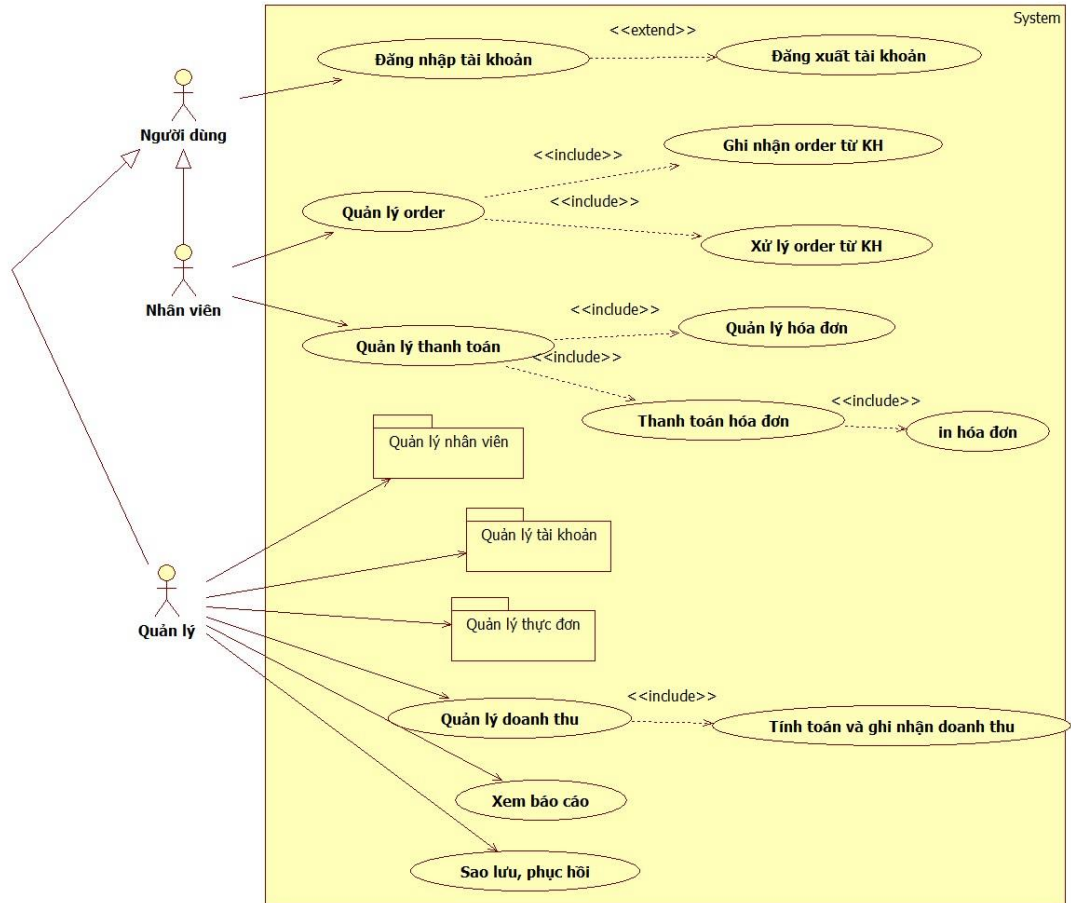 System
<<extend>>
Đăng nhập tài khoản
Đăng xuất tài khoản
Người dùng
<<include>>
Ghi nhận order từ KH
Quản lý order
<<include>>
Xử lý order từ KH
Nhân viên
<<include>>
Quản lý hóa đơn
Quản lý thanh toán
<<include>>
Thanh toán hóa đơn
<<include>>
in hóa đơn
Quản lý nhân viên
Quản lý tài khoản
Quản lý thực đơn
Quản lý
Quản lý doanh thu
<<include>>
Tính toán và ghi nhận doanh thu
Xem báo cáo
Sao lưu, phục hồi